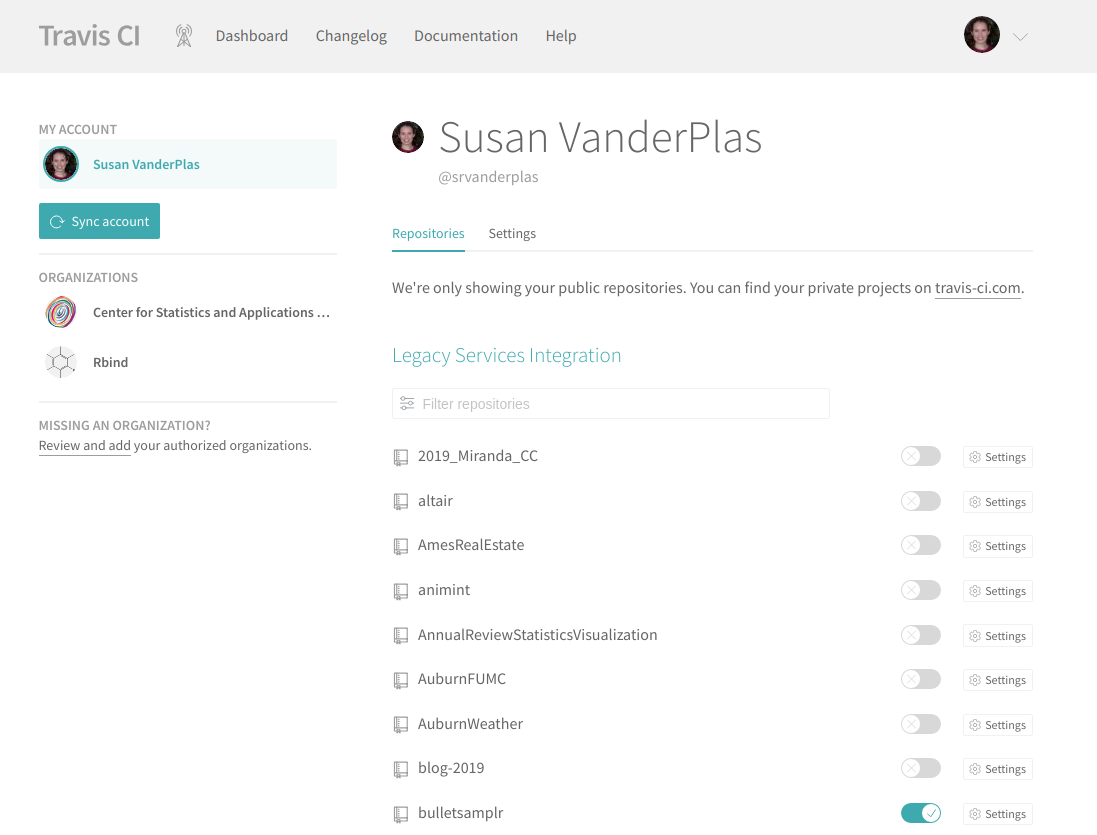 Travis CI
Dashboard Changelog Documentation Help
MY ACCOUNT
Susan VanderPlas
Sync account
ORGANIZATIONS
Center for Statistics and Applications ...
Rbind
MISSING AN ORGANIZATION?
Review and add your authorized organizations.
Susan VanderPlas
@srvanderplas
Repositories Settings
We're only showing your public repositories. You can find your private projects on travis-ci.com.
Legacy Services Integration
Filter repositories
2019_Miranda_CC Settings
altair Settings
AmesRealEstate Settings
animint Settings
AnnualReviewStatisticsVisualization Settings
AuburnFUMC Settings
AuburnWeather Settings
blog-2019 Settings
bulletsamplr Settings